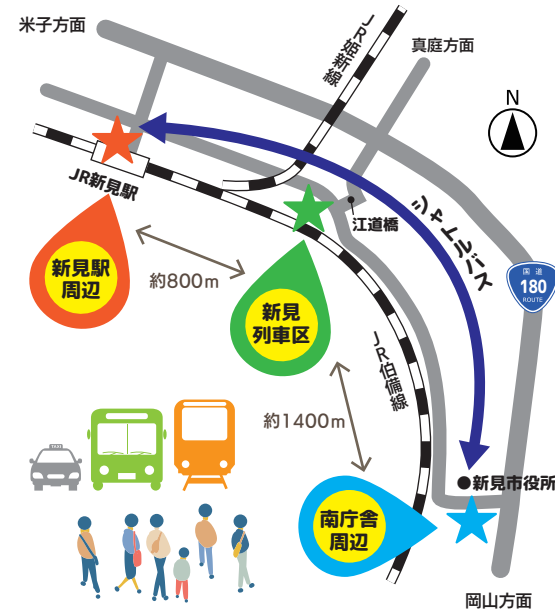 米子方面
JR姫新線
真庭方面
N
JR新見駅
江道橋
シャトルバス
国道
180
ROUTE
新見駅
周辺
約800m
新見
列車区
JR伯備線
約1400m
TAXI
●新見市役所
南庁舎
周辺
岡山方面